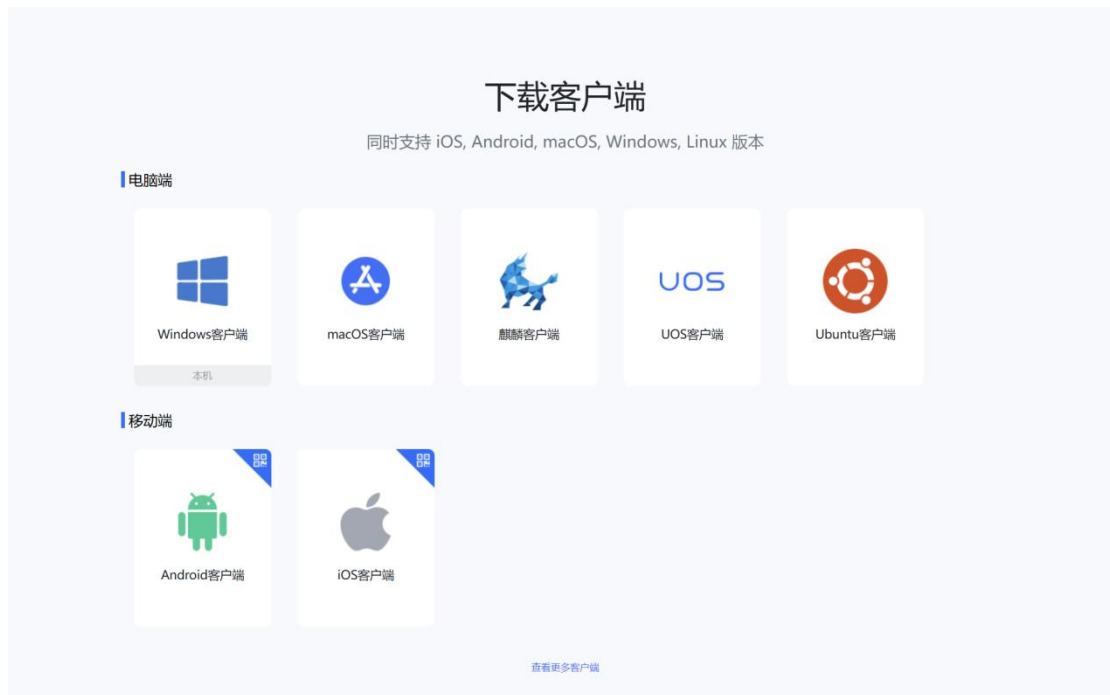 下载客户端
同时支持 iOS, Android, macOS, Windows, Linux 版本
电脑端
UOS
Windows客户端
macOS客户端
麒麟客户端
UOS客户端
Ubuntu客户端
本机
移动端
Android客户端
iOS客户端
查看更多客户端